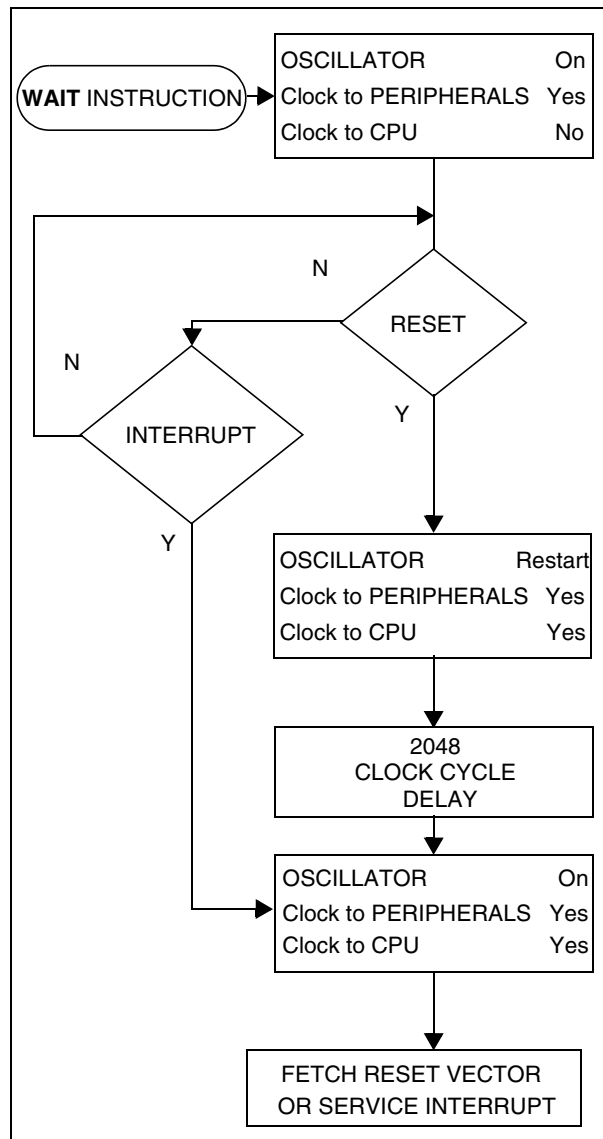 WAIT INSTRUCTION
OSCILLATOR On
Clock to PERIPHERALS Yes
Clock to CPU No
N
RESET
N
INTERRUPT
Y
Y
OSCILLATOR Restart
Clock to PERIPHERALS Yes
Clock to CPU Yes
2048
CLOCK CYCLE
DELAY
OSCILLATOR On
Clock to PERIPHERALS Yes
Clock to CPU Yes
FETCH RESET VECTOR
OR SERVICE INTERRUPT